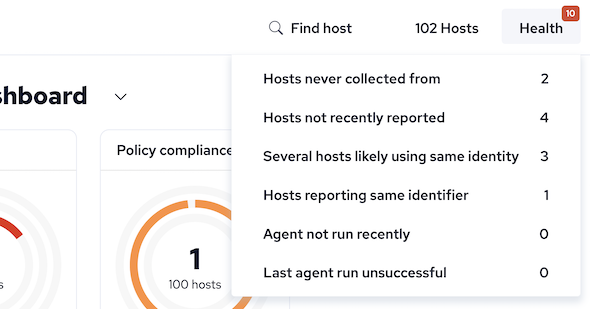 10
Find host
102 Hosts
Health
Hosts never collected from 2
Hosts not recently reported 4
Several hosts likely using same identity 3
Hosts reporting same identifier 1
Agent not run recently 0
Last agent run unsuccessful 0
shboard
Policy compliance
1
100 hosts
s